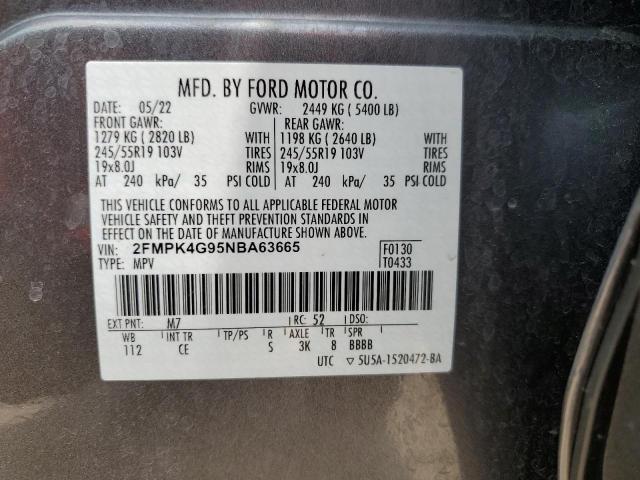 MFD. BY FORD MOTOR CO.
DATE: 05/22 GVWR: 2449 KG ( 5400 LB)
FRONT GAWR: REAR GAWR:
1279 KG ( 2820 LB) WITH 1198 KG ( 2640 LB) WITH
245/55R19 103V TIRES 245/55R19 103V TIRES
19x8.0J RIMS 19x8.0J RIMS
AT 240 kPa/ 35 PSI COLD AT 240 kPa/ 35 PSI COLD
THIS VEHICLE CONFORMS TO ALL APPLICABLE FEDERAL MOTOR
VEHICLE SAFETY AND THEFT PREVENTION STANDARDS IN
EFFECT ON THE DATE OF MANUFACTURE SHOWN ABOVE.
VIN: 2FMPK4G95NBA63665 F0130
TYPE: MPV T0433
EXT PNT: M7 RC: 52 DSO:
WB INT TR TP/PS R AXLE TR SPR
112 CE S 3K 8 BBBB
UTC ▽ 5U5A-1520472-BA